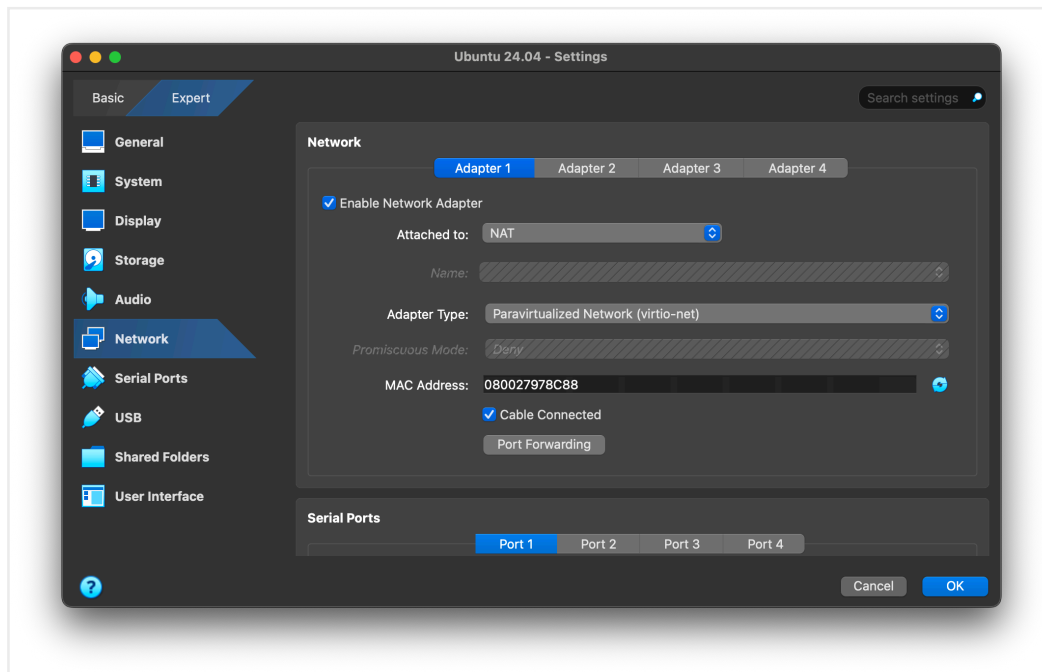 Ubuntu 24.04 - Settings
Basic Expert
Search settings
General
System
Display
Storage
Audio
Network
Serial Ports
USB
Shared Folders
User Interface
Network
Adapter 1 Adapter 2 Adapter 3 Adapter 4
Enable Network Adapter
Attached to: NAT
Name:
Adapter Type: Paravirtualized Network (virtio-net)
Promiscuous Mode: Deny
MAC Address: 080027978C88
Cable Connected
Port Forwarding
Serial Ports
Port 1 Port 2 Port 3 Port 4
?
Cancel OK